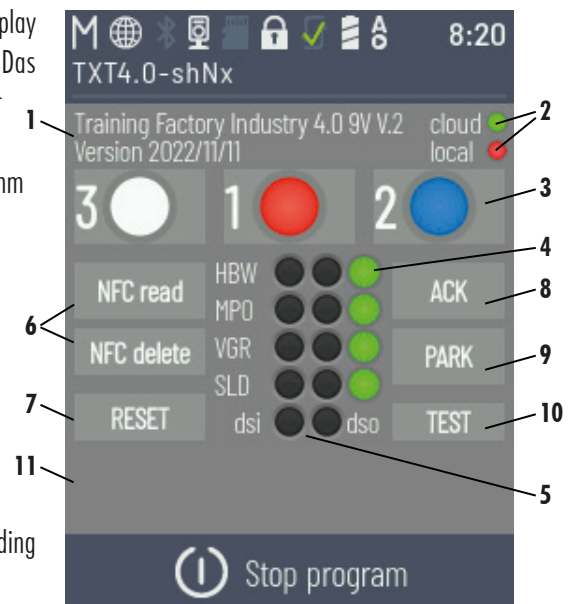 play
Das
M 8:20
TXT4.0-shNx
1
Training Factory Industry 4.0 9V V.2 cloud
2
Version 2022/11/11 local
3 1 2
3
4
HBW
NFC read
ACK
8
MPO
6
NFC delete
VGR
PARK
9
SLD
7
RESET
dsi dso
TEST
10
11
5
ding
Stop program